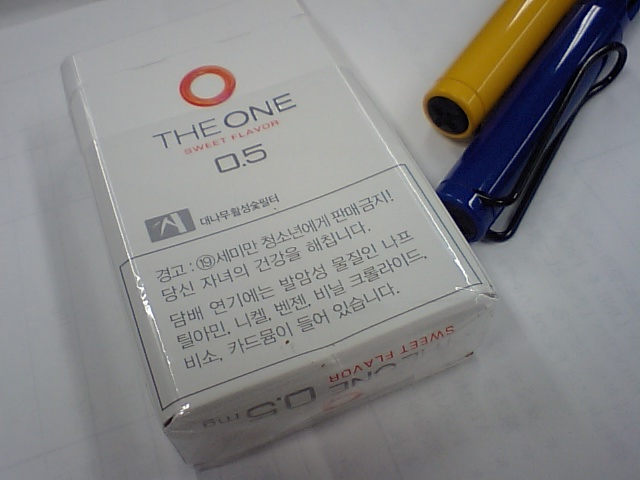 THE ONE
SWEET FLAVOR
0.5
대나무활성숯필터
경고 : ⑲세미만 청소년에게 판매금지!
당신 자녀의 건강을 해칩니다.
담배 연기에는 발암성 물질인 나프
틸아민, 니켈, 벤젠, 비닐 크롤라이드,
비소, 카드뮴이 들어 있습니다.
SWEET FLAVOR
THE ONE 0.5 mg